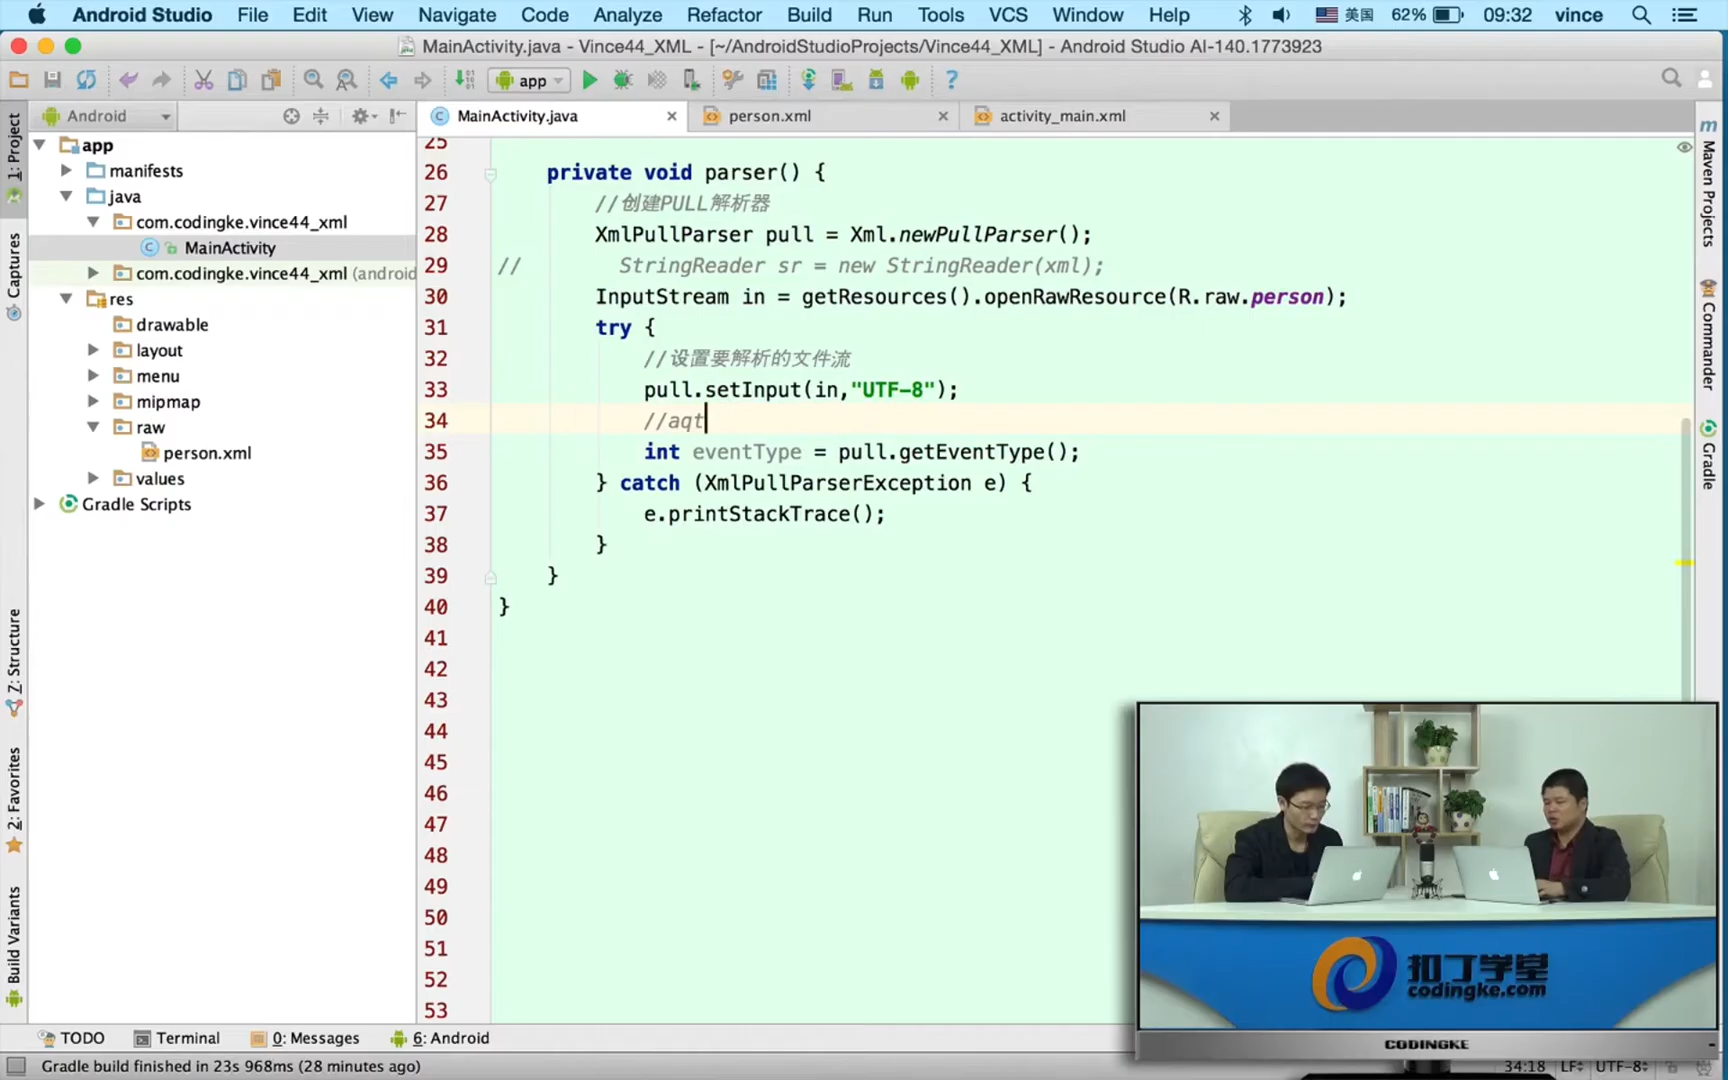 Android Studio File Edit View Navigate Code Analyze Refactor Build Run Tools VCS Window Help 美国 62% 09:32 vince
MainActivity.java - Vince44_XML - [~/AndroidStudioProjects/Vince44_XML] - Android Studio AI-140.1773923
app
Android
MainActivity.java
person.xml
activity_main.xml
1: Project
Captures
Z: Structure
2: Favorites
Build Variants
app
manifests
java
com.codingke.vince44_xml
MainActivity
com.codingke.vince44_xml (android
res
drawable
layout
menu
mipmap
raw
person.xml
values
Gradle Scripts
25
26 private void parser() {
27 //创建PULL解析器
28 XmlPullParser pull = Xml.newPullParser();
29 // StringReader sr = new StringReader(xml);
30 InputStream in = getResources().openRawResource(R.raw.person);
31 try {
32 //设置要解析的文件流
33 pull.setInput(in,"UTF-8");
34 //aqt
35 int eventType = pull.getEventType();
36 } catch (XmlPullParserException e) {
37 e.printStackTrace();
38 }
39 }
40 }
41
42
43
44
45
46
47
48
49
50
51
52
53
m
Maven Projects
Commander
Gradle
扣丁学堂
codingke.com
CODINGKE
TODO Terminal 0: Messages 6: Android
Gradle build finished in 23s 968ms (28 minutes ago)
34:18 LF UTF-8